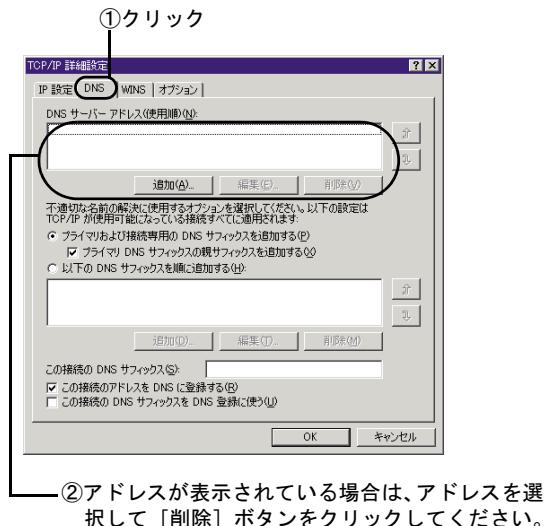 ①クリック
TCP/IP 詳細設定
IP 設定 DNS WINS オプション
DNS サーバー アドレス(使用順)(N):
追加(A)... 編集(E)... 削除(V)
不適切な名前の解決に使用するオプションを選択してください。以下の設定は
TCP/IP が使用可能になっている接続すべてに適用されます:
プライマリおよび接続専用の DNS サフィックスを追加する(P)
プライマリ DNS サフィックスの親サフィックスを追加する(X)
以下の DNS サフィックスを順に追加する(H):
追加(D)... 編集(T)... 削除(M)
この接続の DNS サフィックス(S):
この接続のアドレスを DNS に登録する(R)
この接続の DNS サフィックスを DNS 登録に使う(U)
OK キャンセル
②アドレスが表示されている場合は、アドレスを選
択して［削除］ボタンをクリックしてください。